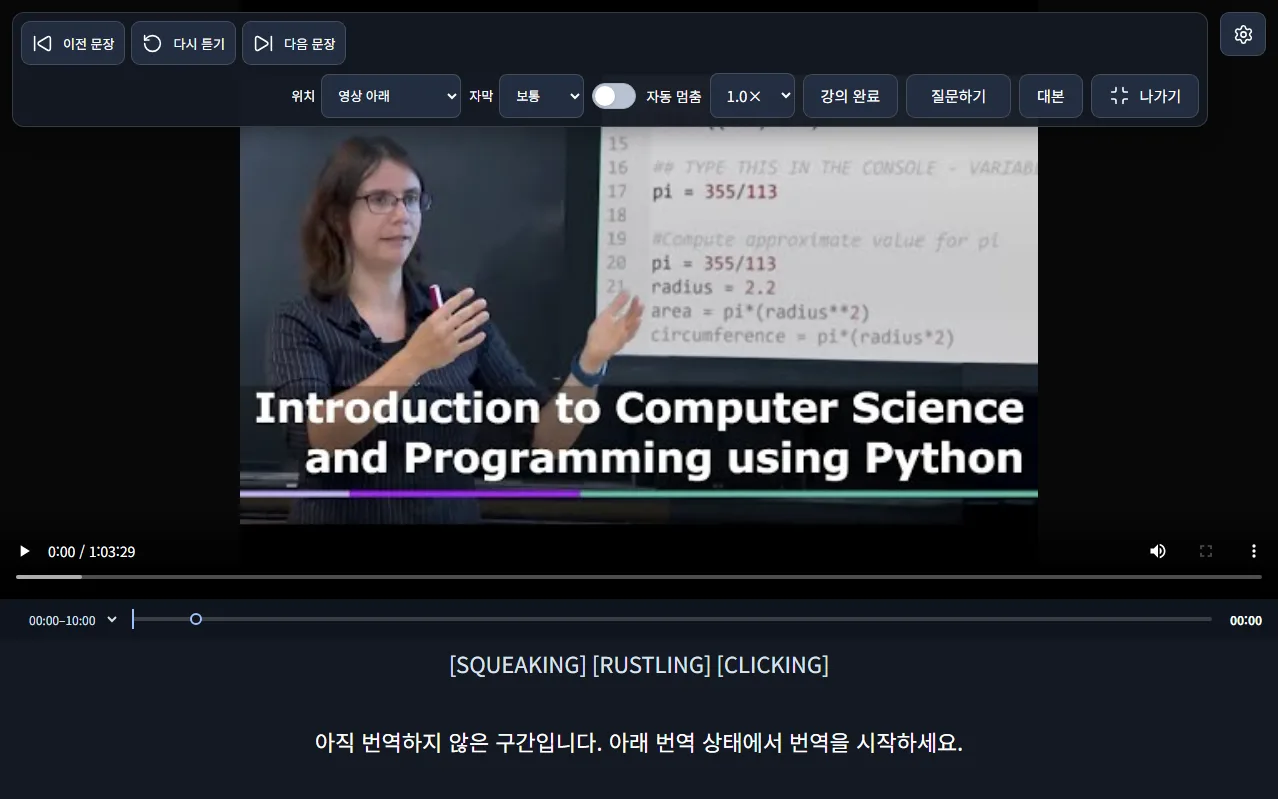 이전 문장 다시 듣기 다음 문장
위치 영상 아래 자막 보통 자동 멈춤 1.0× 강의 완료 질문하기 대본 나가기
15
16 ## TYPE THIS IN THE CONSOLE - VARIAB
17 pi = 355/113
18
19 #Compute approximate value for pi
20 pi = 355/113
21 radius = 2.2
area = pi*(radius**2)
circumference = pi*(radius*2)
Introduction to Computer Science
and Programming using Python
0:00 / 1:03:29
00:00–10:00 00:00
[SQUEAKING] [RUSTLING] [CLICKING]
아직 번역하지 않은 구간입니다. 아래 번역 상태에서 번역을 시작하세요.